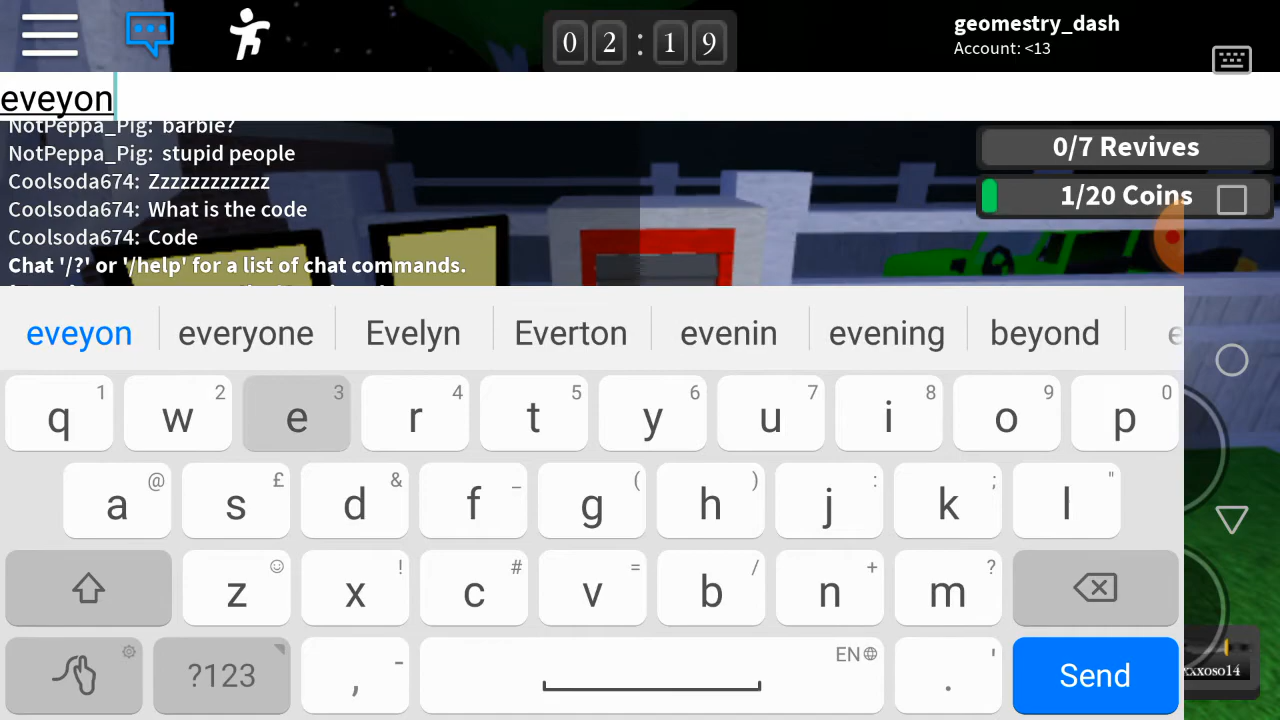 02:19
geomestry_dash
Account: <13
eveyon
NotPeppa_Pig: barbie?
NotPeppa_Pig: stupid people
Coolsoda674: Zzzzzzzzzzz
Coolsoda674: What is the code
Coolsoda674: Code
Chat '/?' or '/help' for a list of chat commands.
0/7 Revives
1/20 Coins
eveyon everyone Evelyn Everton evenin evening beyond e
q 1 w 2 e 3 r 4 t 5 y 6 u 7 i 8 o 9 p 0
a @ s £ d & f _ g ( h ) j : k ; l "
z x ! c # v = b / n + m ?
?123 , - EN . ' Send
xxxoso14